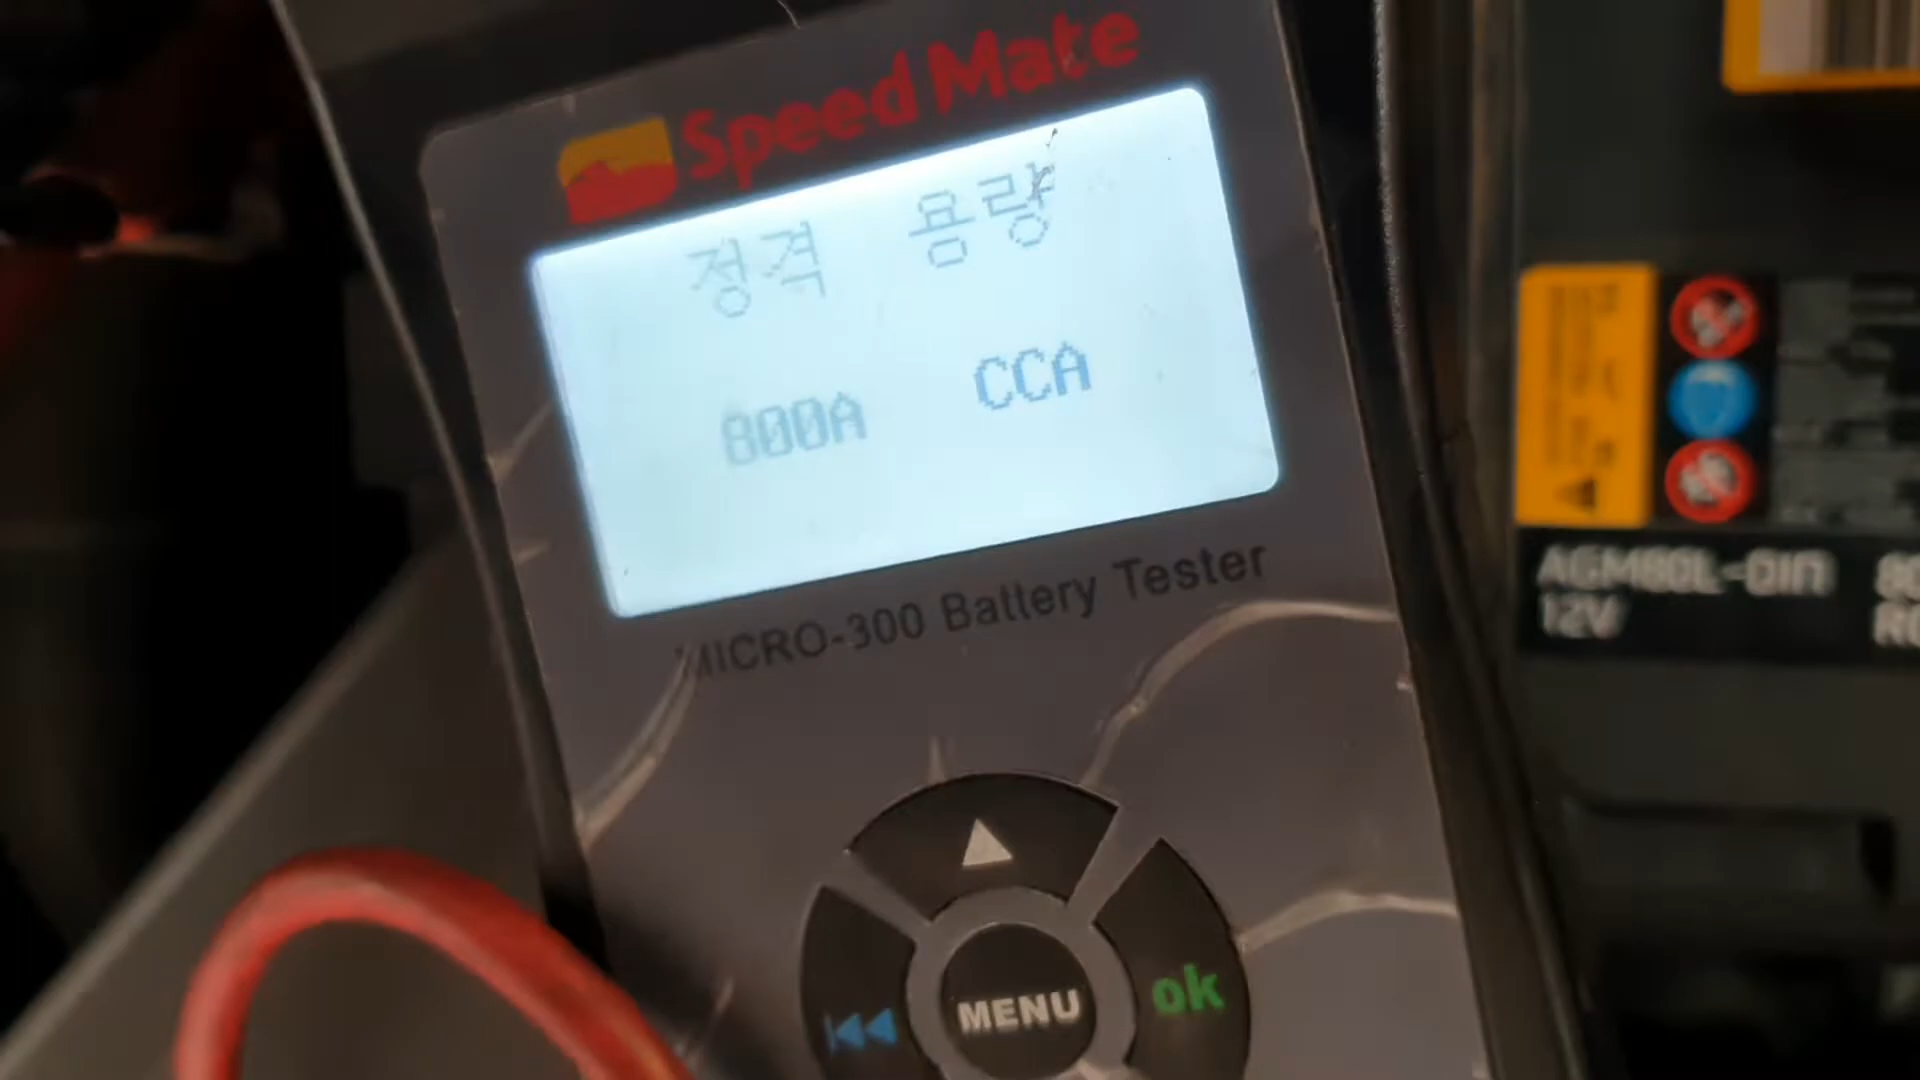 Speed Mate
정격 용량
800A CCA
MICRO-300 Battery Tester
MENU
ok
AGM80L-DIN
12V